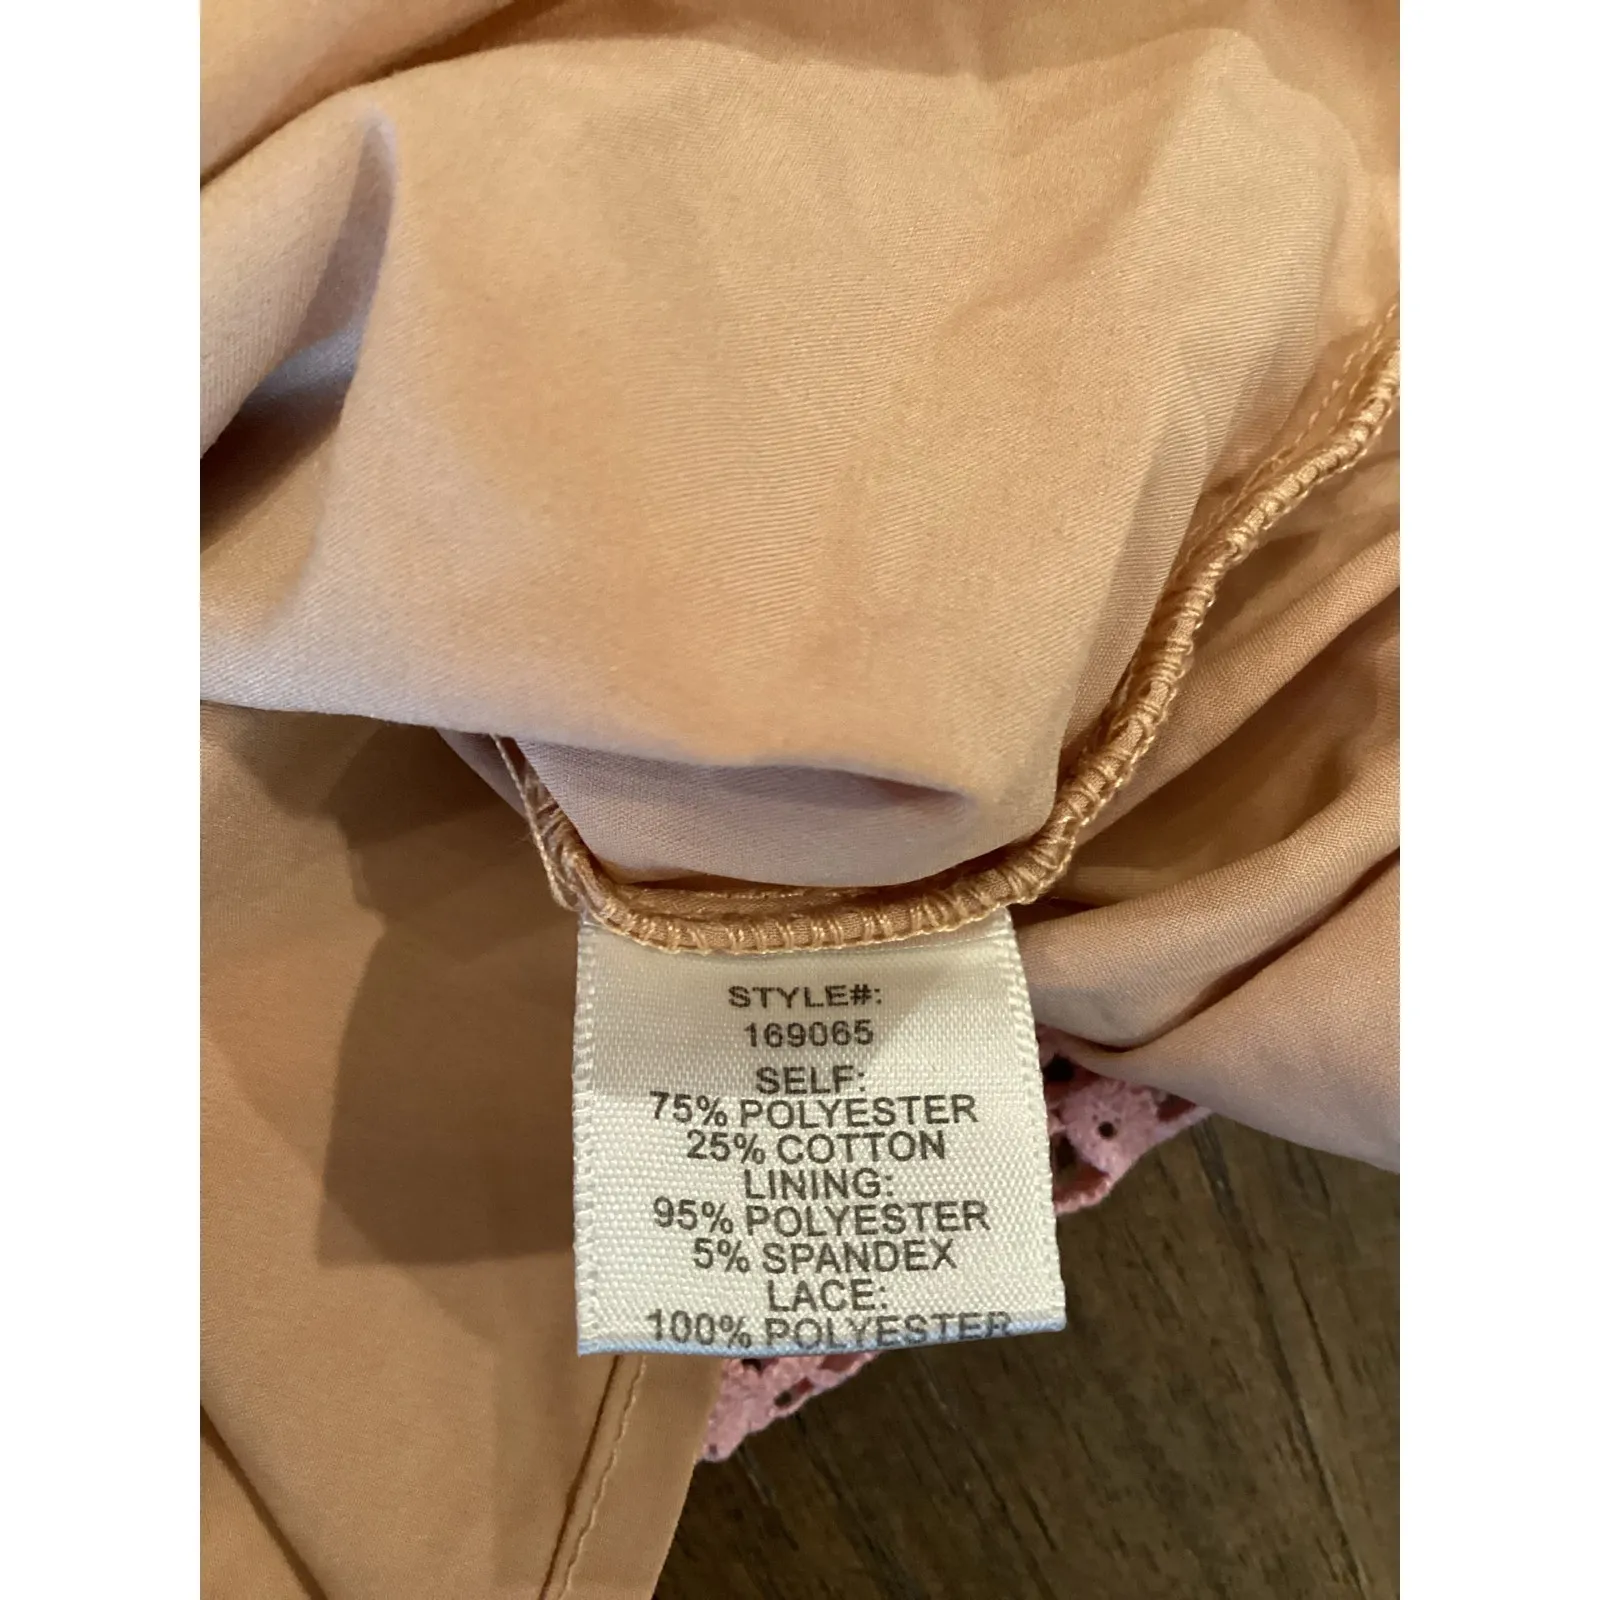 STYLE#:
169065
SELF:
75% POLYESTER
25% COTTON
LINING:
95% POLYESTER
5% SPANDEX
LACE:
100% POLYESTER